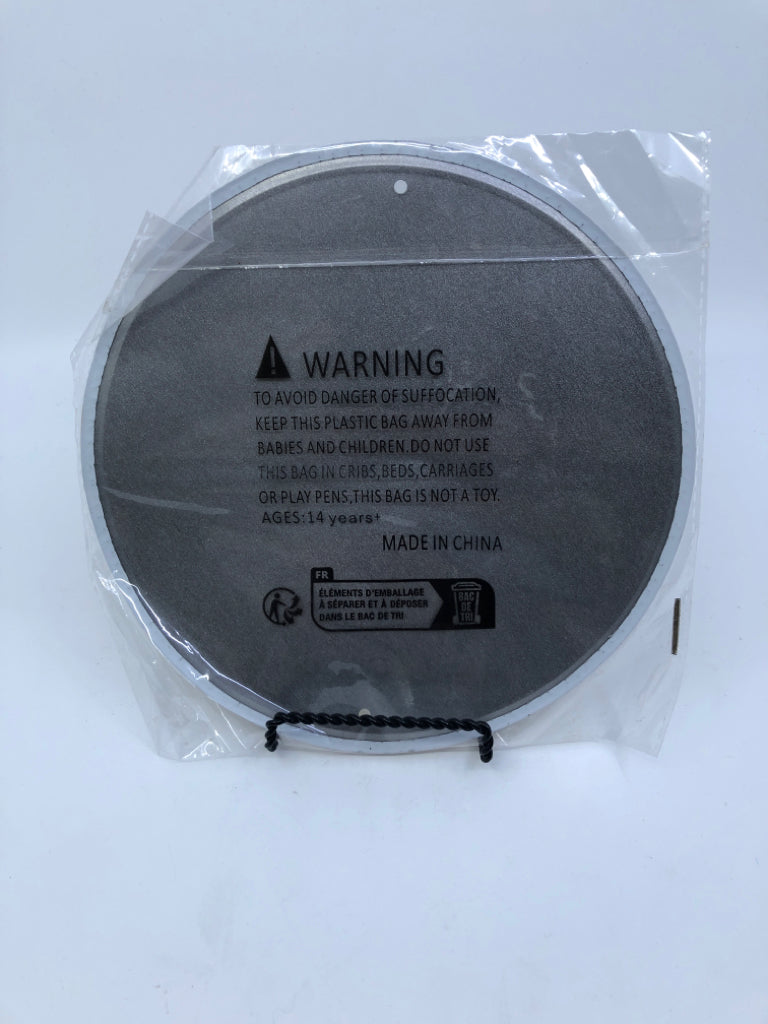 WARNING
TO AVOID DANGER OF SUFFOCATION,
KEEP THIS PLASTIC BAG AWAY FROM
BABIES AND CHILDREN.DO NOT USE
THIS BAG IN CRIBS,BEDS,CARRIAGES
OR PLAY PENS,THIS BAG IS NOT A TOY.
AGES:14 years+
MADE IN CHINA
FR
ÉLÉMENTS D'EMBALLAGE
À SÉPARER ET À DÉPOSER
DANS LE BAC DE TRI
BAC
DE
TRI